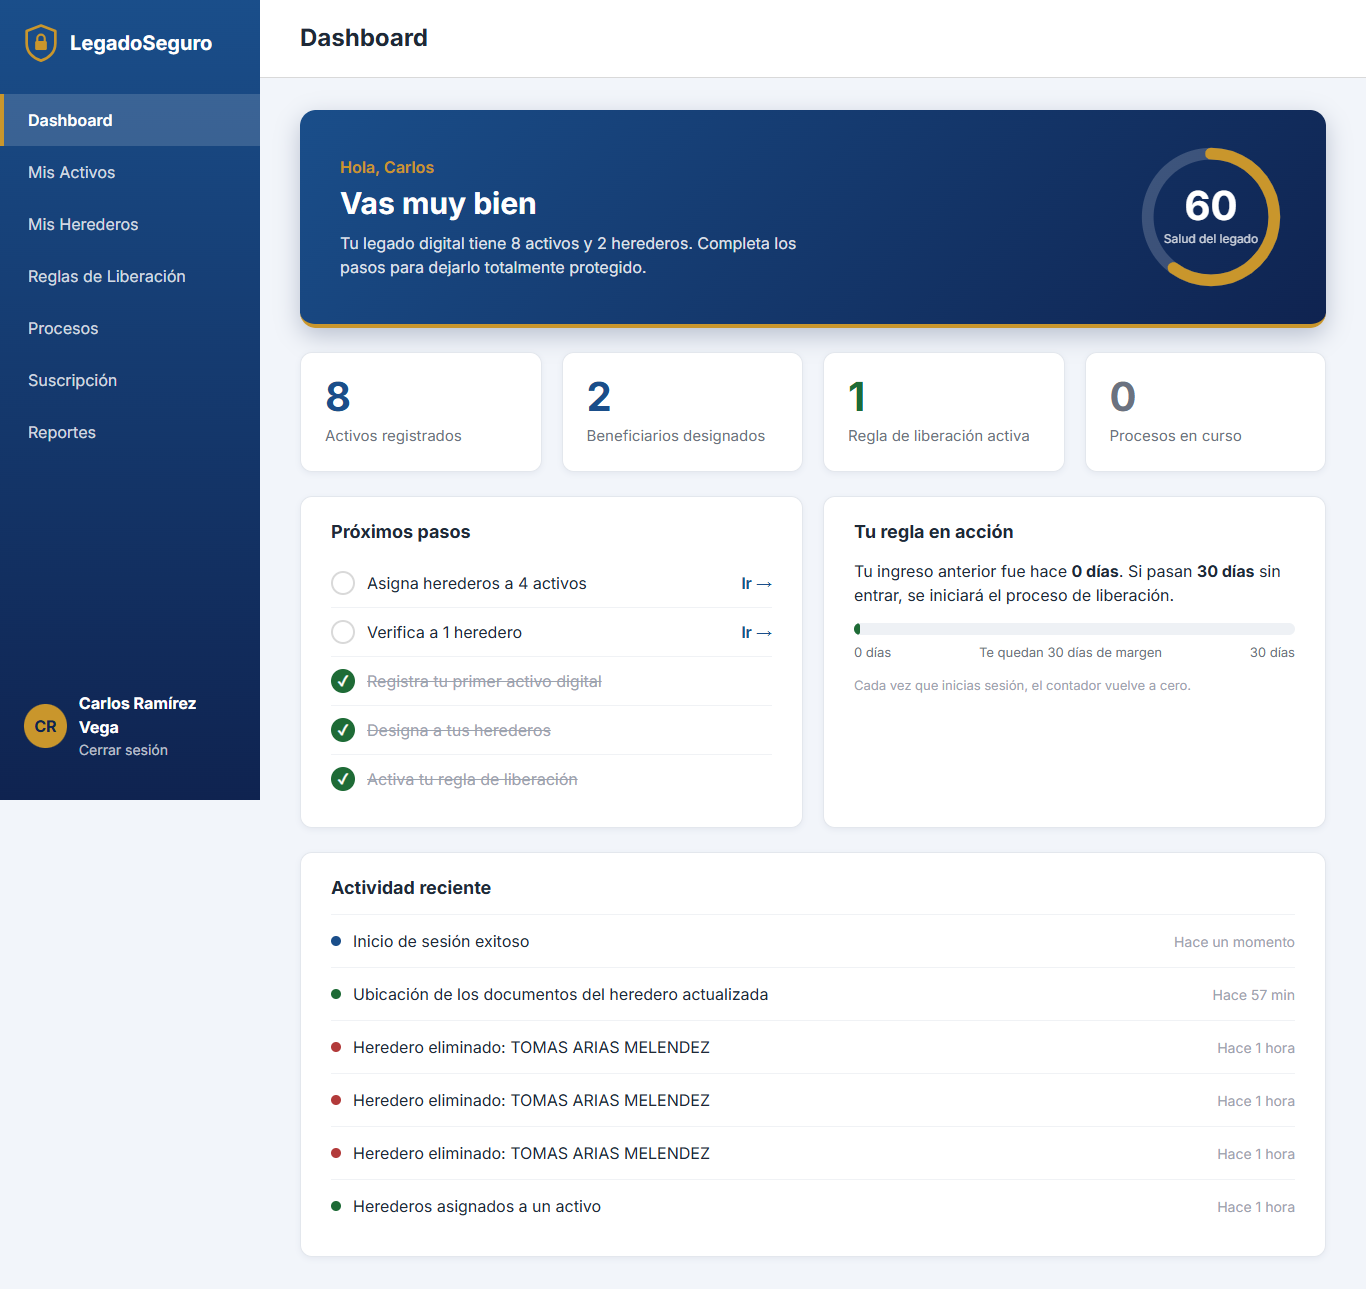 LegadoSeguro
Dashboard
Mis Activos
Mis Herederos
Reglas de Liberación
Procesos
Suscripción
Reportes
CR
Carlos Ramírez
Vega
Cerrar sesión
Dashboard
Hola, Carlos
Vas muy bien
Tu legado digital tiene 8 activos y 2 herederos. Completa los
pasos para dejarlo totalmente protegido.
60
Salud del legado
8
Activos registrados
2
Beneficiarios designados
1
Regla de liberación activa
0
Procesos en curso
Próximos pasos
Asigna herederos a 4 activos Ir →
Verifica a 1 heredero Ir →
Registra tu primer activo digital
Designa a tus herederos
Activa tu regla de liberación
Tu regla en acción
Tu ingreso anterior fue hace 0 días. Si pasan 30 días sin
entrar, se iniciará el proceso de liberación.
0 días Te quedan 30 días de margen 30 días
Cada vez que inicias sesión, el contador vuelve a cero.
Actividad reciente
Inicio de sesión exitoso Hace un momento
Ubicación de los documentos del heredero actualizada Hace 57 min
Heredero eliminado: TOMAS ARIAS MELENDEZ Hace 1 hora
Heredero eliminado: TOMAS ARIAS MELENDEZ Hace 1 hora
Heredero eliminado: TOMAS ARIAS MELENDEZ Hace 1 hora
Herederos asignados a un activo Hace 1 hora